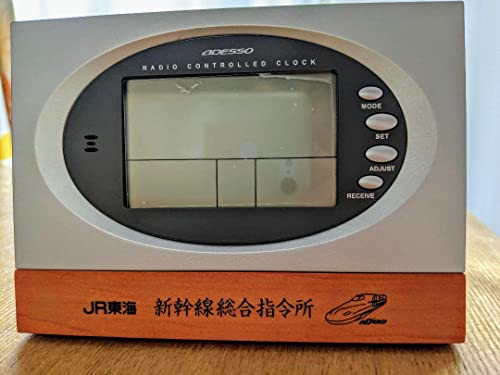 ADESSO
RADIO CONTROLLED CLOCK
MODE
SET
ADJUST
RECEIVE
JR東海 新幹線総合指令所